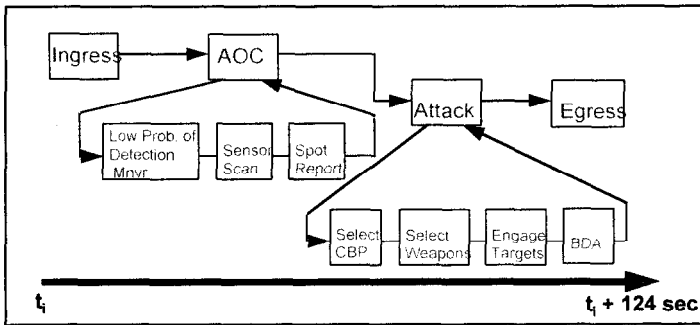 Ingress
AOC
Attack
Egress
Low Prob. of
Detection
Mnvr.
Sensor
Scan
Spot
Report
Select
CBP
Select
Weapons
Engage
Targets
BDA
tᵢ
tᵢ + 124 sec